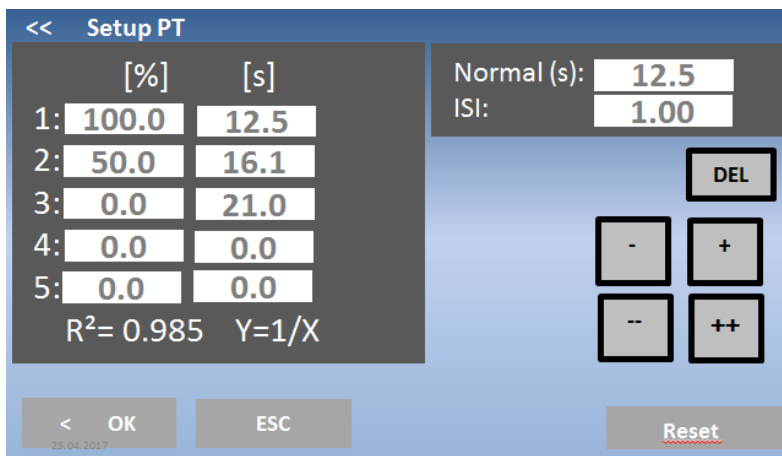 << Setup PT
[%] [s]
1: 100.0 12.5
2: 50.0 16.1
3: 0.0 21.0
4: 0.0 0.0
5: 0.0 0.0
R²= 0.985 Y=1/X
Normal (s): 12.5
ISI: 1.00
DEL
- +
-- ++
< OK
25.04.2017
ESC
Reset